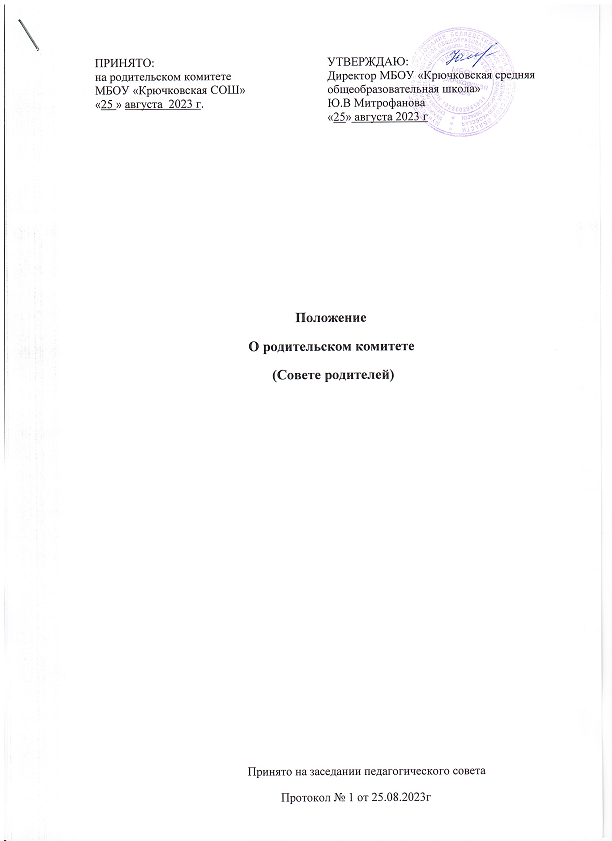 ПРИНЯТО:
на родительском комитете
МБОУ «Крючковская СОШ»
«25 » августа  2023 г.
УТВЕРЖДАЮ:
Директор МБОУ «Крючковская средняя
общеобразовательная школа»
Ю.В Митрофанова
«25» августа 2023 г
Положение
О родительском комитете
(Совете родителей)
Принято на заседании педагогического совета
Протокол № 1 от 25.08.2023г